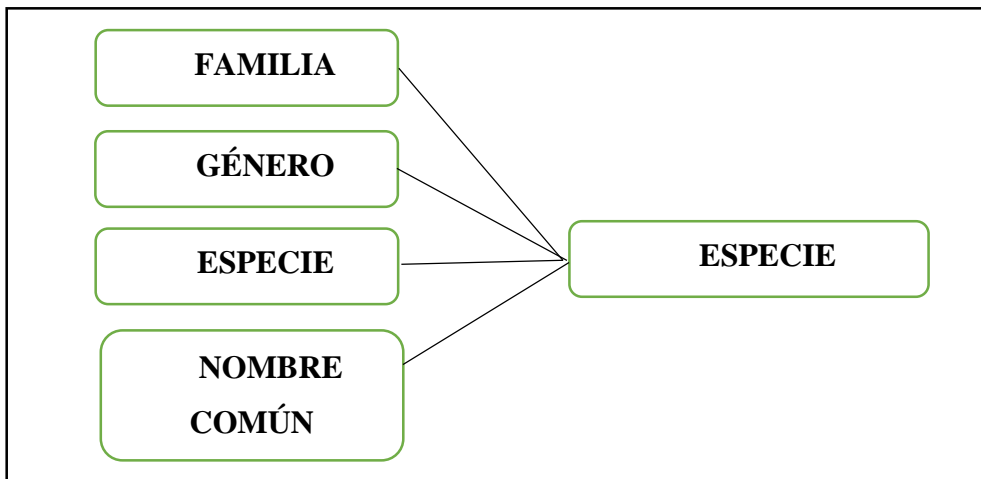 FAMILIA
GÉNERO
ESPECIE
NOMBRE
COMÚN
ESPECIE